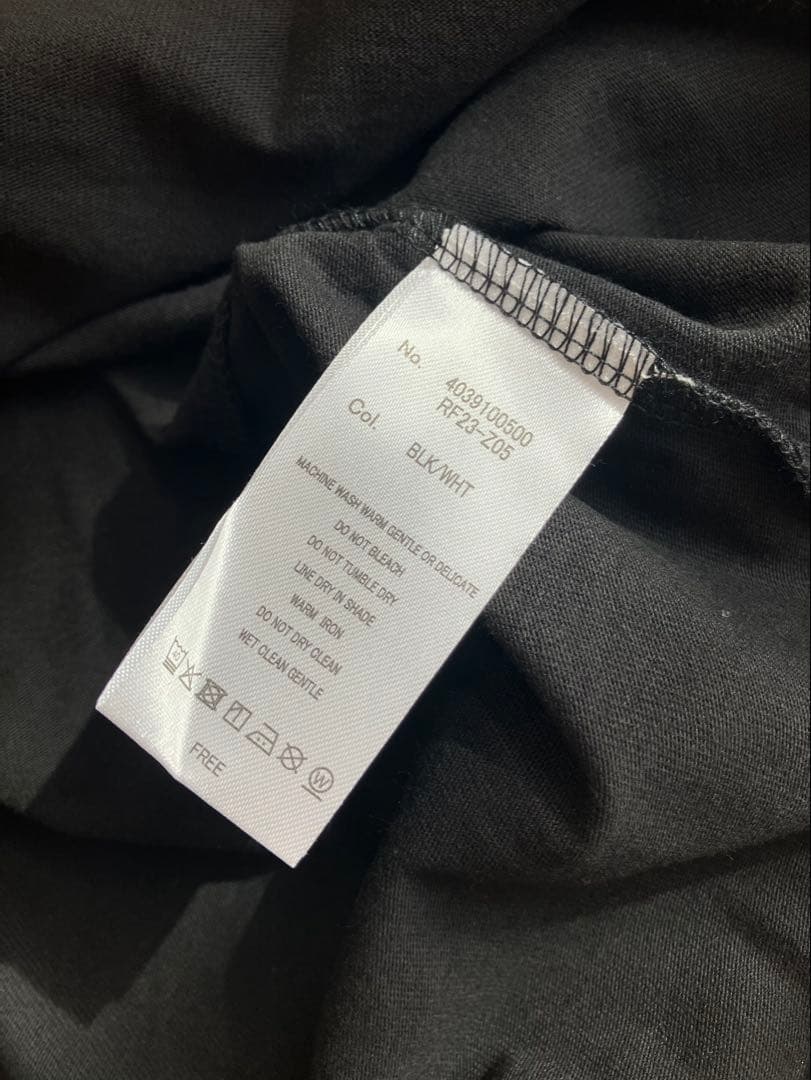 No. 4039100500
RF23-Z05
Col. BLK/WHT
MACHINE WASH WARM GENTLE OR DELICATE
DO NOT BLEACH
DO NOT TUMBLE DRY
LINE DRY IN SHADE
WARM IRON
DO NOT DRY CLEAN
WET CLEAN GENTLE
40 W
FREE